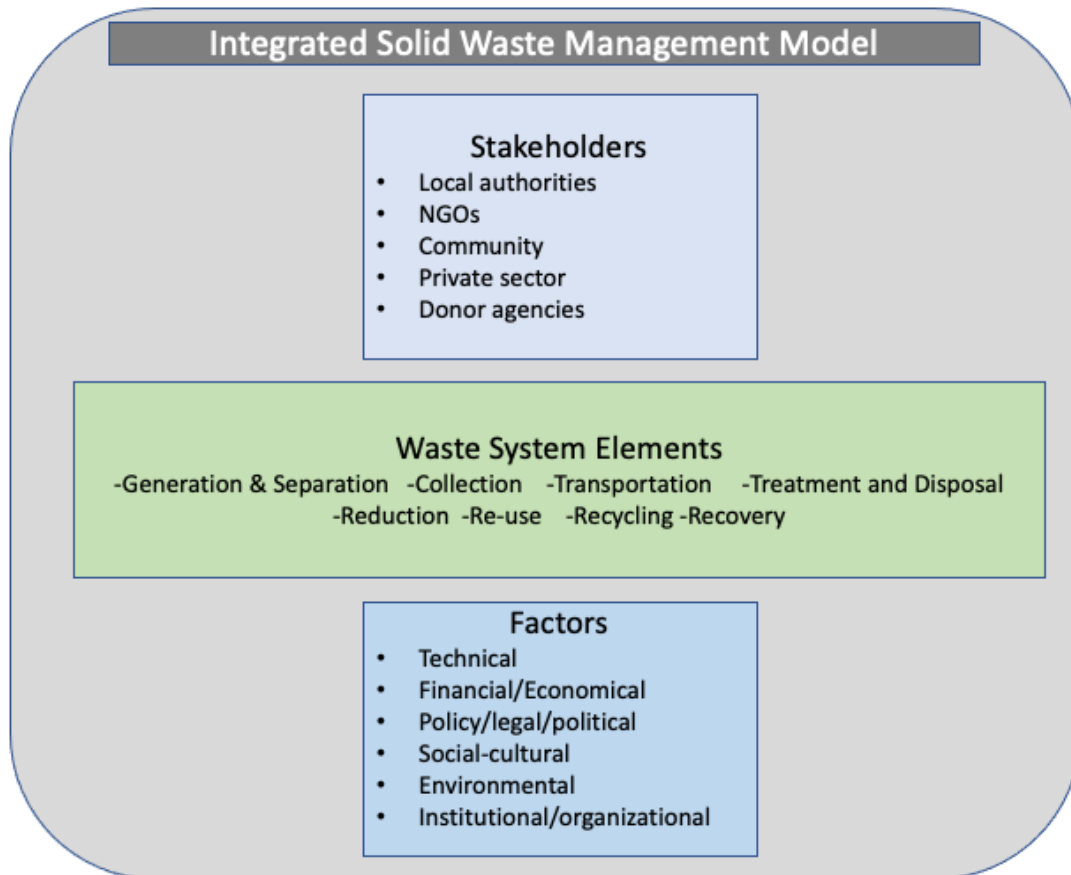 Integrated Solid Waste Management Model
Stakeholders
• Local authorities
• NGOs
• Community
• Private sector
• Donor agencies
Waste System Elements
-Generation & Separation -Collection -Transportation -Treatment and Disposal
-Reduction -Re-use -Recycling -Recovery
Factors
• Technical
• Financial/Economical
• Policy/legal/political
• Social-cultural
• Environmental
• Institutional/organizational